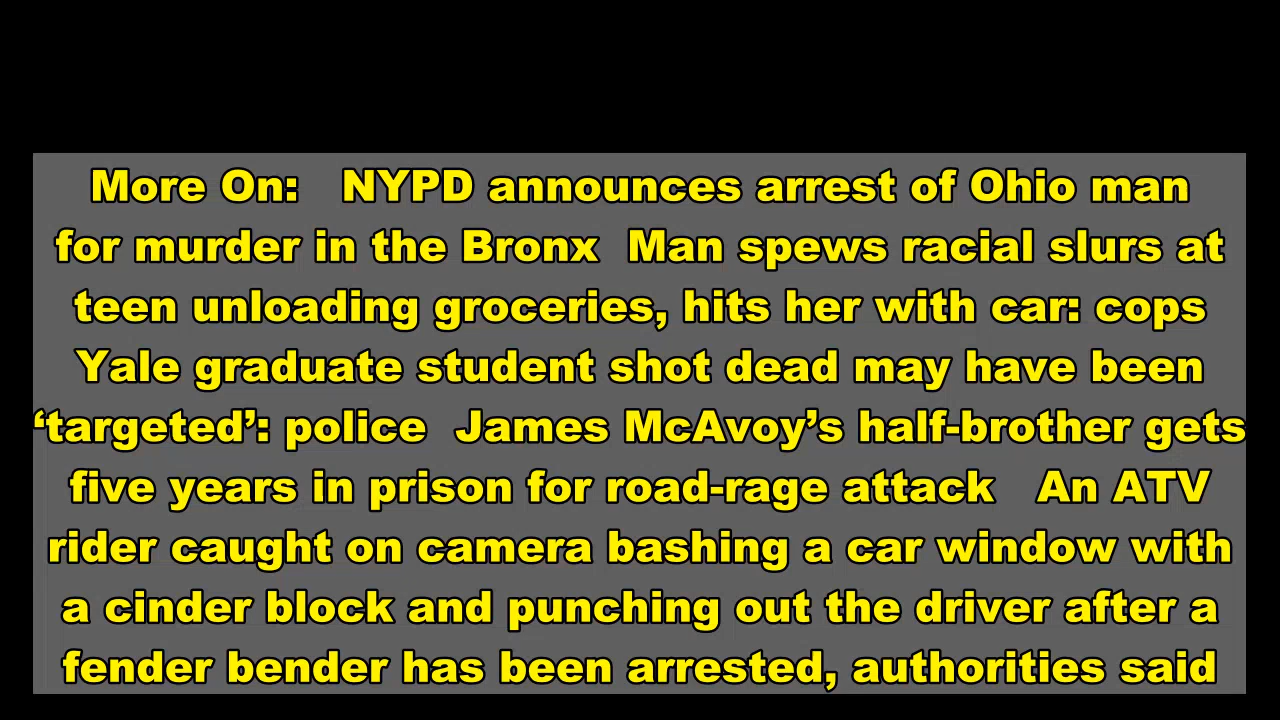 More On: NYPD announces arrest of Ohio man
for murder in the Bronx Man spews racial slurs at
teen unloading groceries, hits her with car: cops
Yale graduate student shot dead may have been
‘targeted’: police James McAvoy’s half-brother gets
five years in prison for road-rage attack An ATV
rider caught on camera bashing a car window with
a cinder block and punching out the driver after a
fender bender has been arrested, authorities said